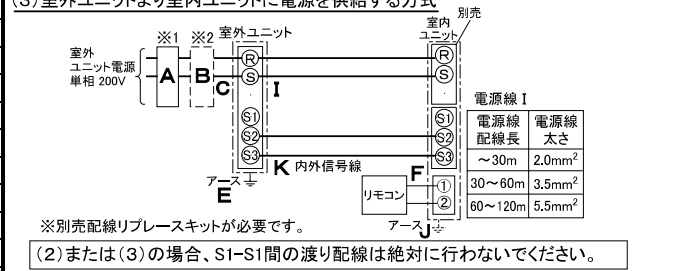 (3)室外ユニットより室内ユニットに電源を供給する方式
別売
※1 ※2 室外ユニット
室内
ユニット
室外
ユニット電源
単相 200V
A B C I
R R
S S
S1 S1
S2 S2
S3 S3
K 内外信号線
アース
E
F
リモコン
①
②
アース J
電源線 I
電源線 配線長 電源線 太さ
～30m 2.0mm²
30～60m 3.5mm²
60～120m 5.5mm²
※別売配線リプレースキットが必要です。
(2)または(3)の場合、S1-S1間の渡り配線は絶対に行わないでください。